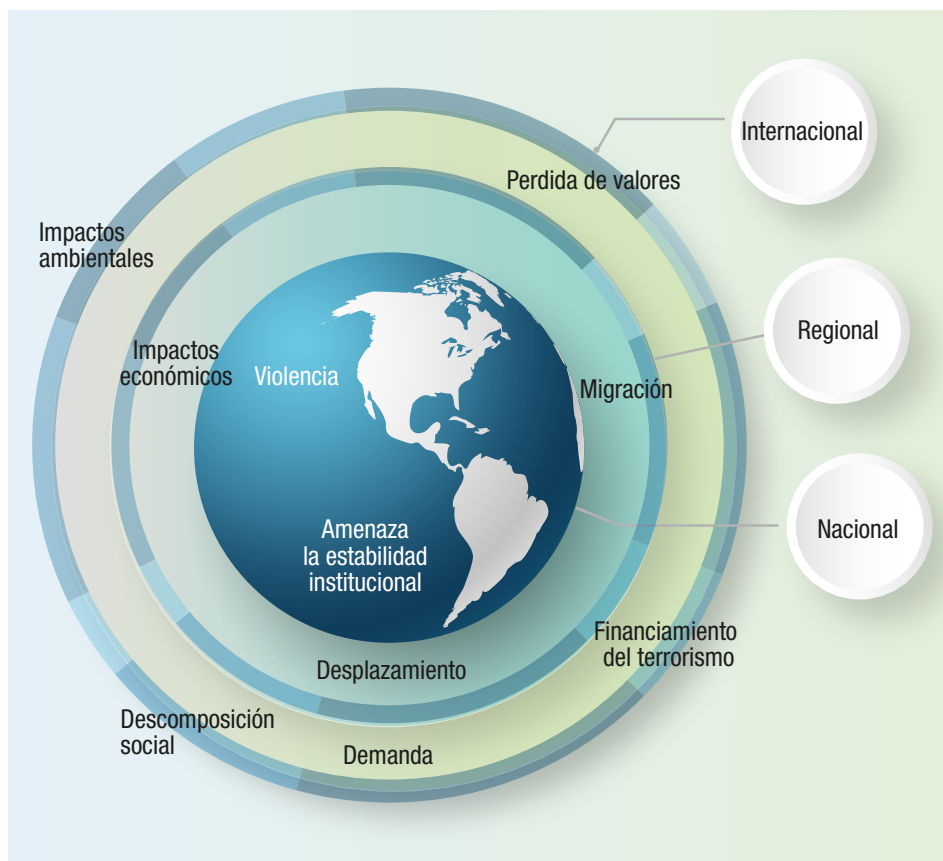 Internacional
Perdida de valores
Impactos
ambientales
Regional
Impactos
económicos
Violencia
Migración
Nacional
Amenaza
la estabilidad
institucional
Financiamiento
del terrorismo
Desplazamiento
Descomposición
social
Demanda